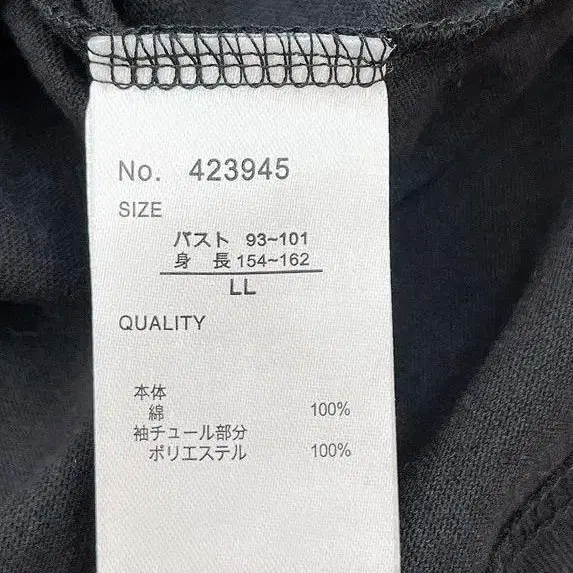 No. 423945
SIZE
バスト 93~101
身 長 154~162
LL
QUALITY
本体
綿 100%
袖チュール部分
ポリエステル 100%